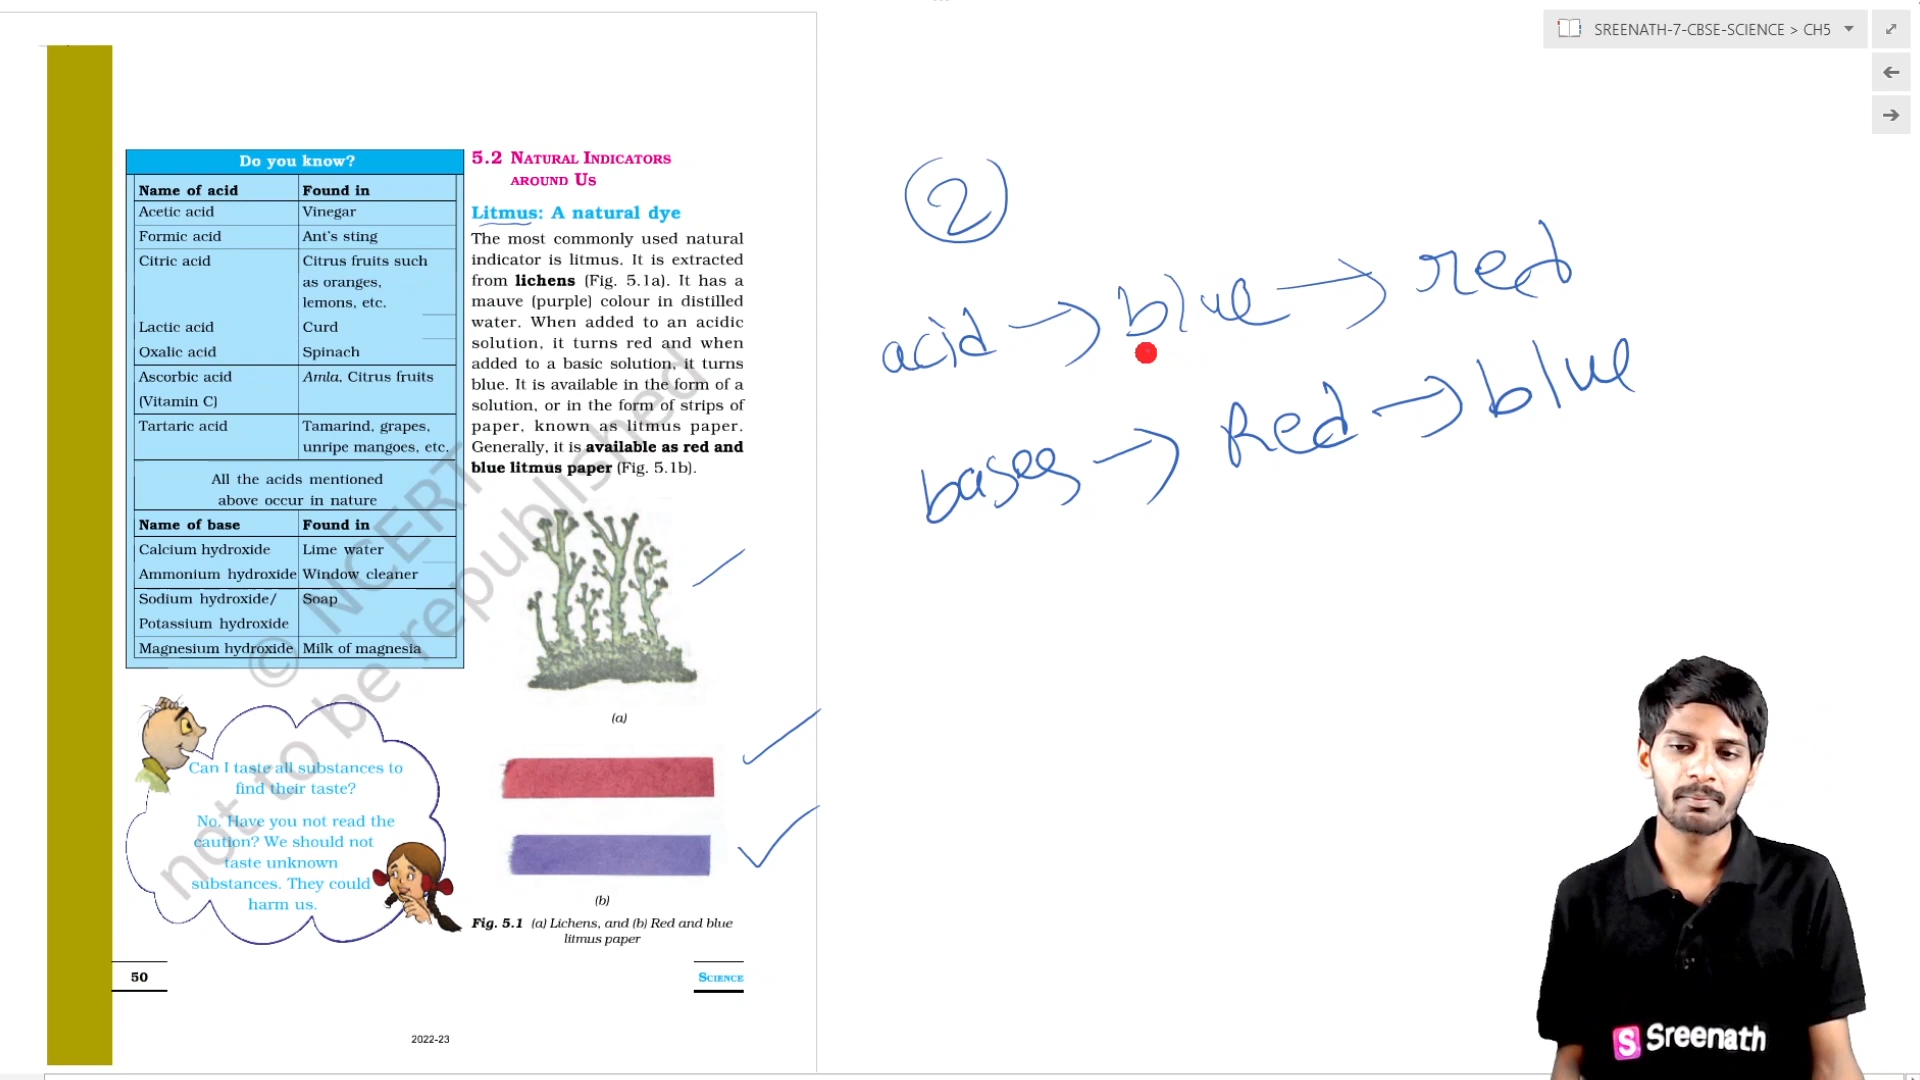 SREENATH-7-CBSE-SCIENCE > CH5
Do you know?
Name of acid Found in
Acetic acid Vinegar
Formic acid Ant's sting
Citric acid Citrus fruits such
as oranges,
lemons, etc.
Lactic acid Curd
Oxalic acid Spinach
Ascorbic acid Amla, Citrus fruits
(Vitamin C)
Tartaric acid Tamarind, grapes,
unripe mangoes, etc.
All the acids mentioned
above occur in nature
Name of base Found in
Calcium hydroxide Lime water
Ammonium hydroxide Window cleaner
Sodium hydroxide/ Soap
Potassium hydroxide
Magnesium hydroxide Milk of magnesia
Can I taste all substances to
find their taste?
No. Have you not read the
caution? We should not
taste unknown
substances. They could
harm us.
5.2 NATURAL INDICATORS
AROUND US
Litmus: A natural dye
The most commonly used natural
indicator is litmus. It is extracted
from lichens (Fig. 5.1a). It has a
mauve (purple) colour in distilled
water. When added to an acidic
solution, it turns red and when
added to a basic solution, it turns
blue. It is available in the form of a
solution, or in the form of strips of
paper, known as litmus paper.
Generally, it is available as red and
blue litmus paper (Fig. 5.1b).
(a)
(b)
Fig. 5.1 (a) Lichens, and (b) Red and blue
litmus paper
50
SCIENCE
2022-23
© NCERT
not to be republished
2
acid → blue → red
bases → Red → blue
S Sreenath